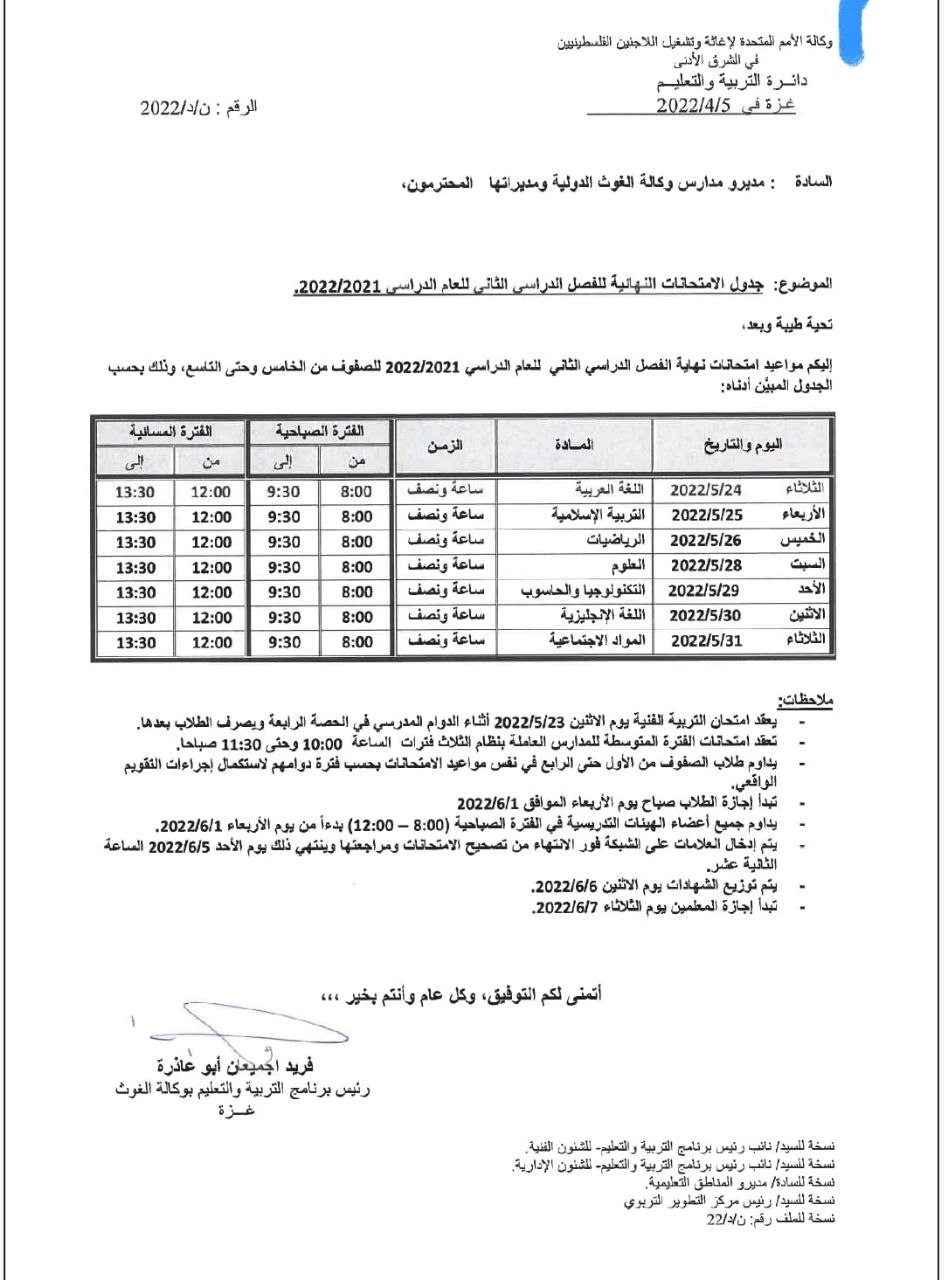 وكالة الأمم المتحدة لإغاثة وتشغيل اللاجئين الفلسطينيين
في الشرق الأدنى
دائرة التربية والتعليم
غزة في 2022/4/5
الرقم : ن/د/2022
السادة : مديرو مدارس وكالة الغوث الدولية ومديراتها المحترمون،
الموضوع: جدول الامتحانات النهائية للفصل الدراسي الثاني للعام الدراسي 2022/2021.
تحية طيبة وبعد،
إليكم مواعيد امتحانات نهاية الفصل الدراسي الثاني للعام الدراسي 2022/2021 للصفوف من الخامس وحتى التاسع، وذلك بحسب
الجدول المبيَّن أدناه:
اليوم والتاريخ المادة الزمن الفترة الصباحية الفترة المسائية
من إلى من إلى
الثلاثاء 2022/5/24 اللغة العربية ساعة ونصف 8:00 9:30 12:00 13:30
الأربعاء 2022/5/25 التربية الإسلامية ساعة ونصف 8:00 9:30 12:00 13:30
الخميس 2022/5/26 الرياضيات ساعة ونصف 8:00 9:30 12:00 13:30
السبت 2022/5/28 العلوم ساعة ونصف 8:00 9:30 12:00 13:30
الأحد 2022/5/29 التكنولوجيا والحاسوب ساعة ونصف 8:00 9:30 12:00 13:30
الاثنين 2022/5/30 اللغة الإنجليزية ساعة ونصف 8:00 9:30 12:00 13:30
الثلاثاء 2022/5/31 المواد الاجتماعية ساعة ونصف 8:00 9:30 12:00 13:30
ملاحظات:
- يعقد امتحان التربية الفنية يوم الاثنين 2022/5/23 أثناء الدوام المدرسي في الحصة الرابعة ويصرف الطلاب بعدها.
- تعقد امتحانات الفترة المتوسطة للمدارس العاملة بنظام الثلاث فترات الساعة 10:00 وحتى 11:30 صباحا.
- يداوم طلاب الصفوف من الأول حتى الرابع في نفس مواعيد الامتحانات بحسب فترة دوامهم لاستكمال إجراءات التقويم
الواقعي.
- تبدأ إجازة الطلاب صباح يوم الأربعاء الموافق 2022/6/1
- يداوم جميع أعضاء الهيئات التدريسية في الفترة الصباحية (8:00 – 12:00) بدءاً من يوم الأربعاء 2022/6/1.
- يتم إدخال العلامات على الشبكة فور الانتهاء من تصحيح الامتحانات ومراجعتها وينتهي ذلك يوم الأحد 2022/6/5 الساعة
الثانية عشر.
- يتم توزيع الشهادات يوم الاثنين 2022/6/6.
- تبدأ إجازة المعلمين يوم الثلاثاء 2022/6/7.
أتمنى لكم التوفيق، وكل عام وأنتم بخير ،،،
فريد اجميعان أبو عاذرة
رئيس برنامج التربية والتعليم بوكالة الغوث
غــزة
نسخة للسيد/ نائب رئيس برنامج التربية والتعليم- للشئون الفنية.
نسخة للسيد/ نائب رئيس برنامج التربية والتعليم- للشئون الإدارية.
نسخة للسادة/ مديرو المناطق التعليمية.
نسخة للسيد/ رئيس مركز التطوير التربوي
نسخة للملف رقم: ن/د/22